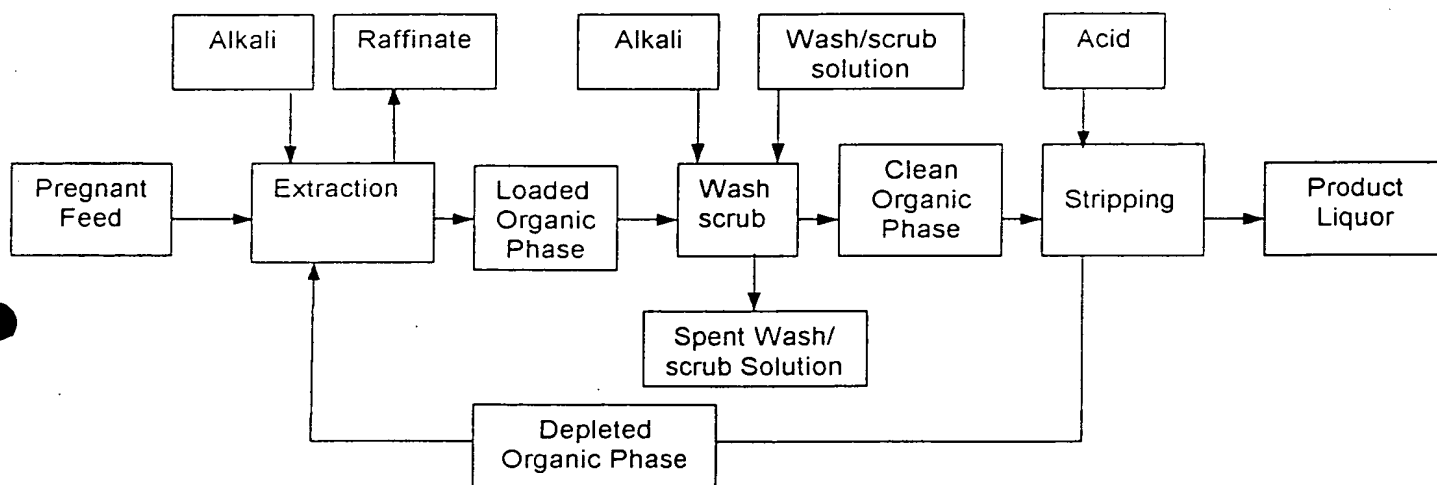 Alkali
Raffinate
Alkali
Wash/scrub
solution
Acid
Pregnant
Feed
Extraction
Loaded
Organic
Phase
Wash
scrub
Clean
Organic
Phase
Stripping
Product
Liquor
Spent Wash/
scrub Solution
Depleted
Organic Phase